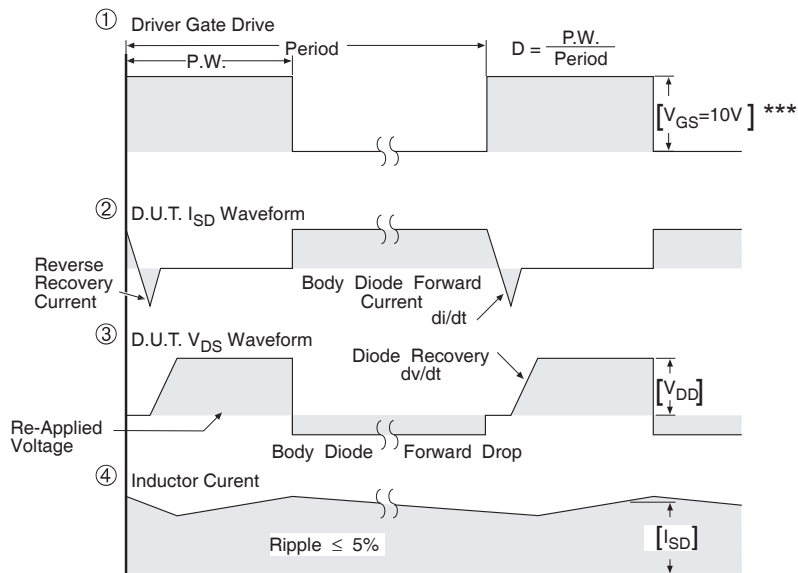 ① Driver Gate Drive
Period
P.W.
D = P.W. / Period
[VGS=10V] ***
② D.U.T. ISD Waveform
Reverse
Recovery
Current
Body Diode Forward
Current
di/dt
③ D.U.T. VDS Waveform
Diode Recovery
dv/dt
[VDD]
Re-Applied
Voltage
Body Diode Forward Drop
④ Inductor Curent
Ripple ≤ 5%
[ISD]